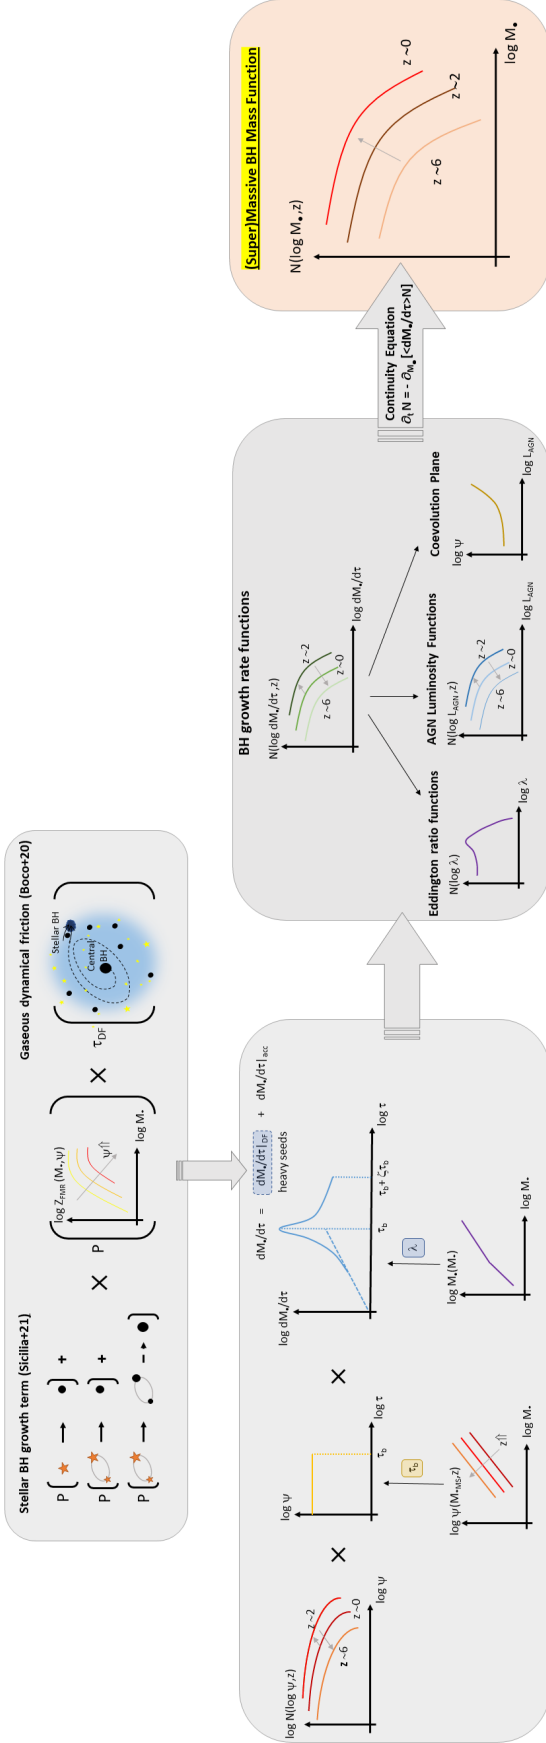 Stellar BH growth term (Sicilia+21)
P
P
P
+
+
×
P
log Z_FMR (M⋆,ψ)
ψ⇑
log M⋆
×
Gaseous dynamical friction (Boco+20)
Stellar BH
Central
BH
τ_DF
log N(log ψ,z)
z ~2
z ~0
z ~6
log ψ
×
log ψ
τ_b
log τ
τ_b
log ψ(M⋆MS,z)
z⇑
log M⋆
×
dM•/dτ = dM•/dτ|DF + dM•/dτ|acc
heavy seeds
log dM•/dτ
τ_b
τ_b+ ζτ_b
log τ
λ
log M•(M⋆)
log M⋆
BH growth rate functions
N(log dM•/dτ,z)
z ~2
z ~0
z ~6
log dM•/dτ
Eddington ratio functions
N(log λ)
log λ
AGN Luminosity Functions
N(log L_AGN,z)
z ~2
z ~0
z ~6
log L_AGN
Coevolution Plane
log ψ
log L_AGN
Continuity Equation
∂_t N = - ∂_M• [<dM•/dτ>N]
(Super)Massive BH Mass Function
N(log M•,z)
z ~0
z ~2
z ~6
log M•